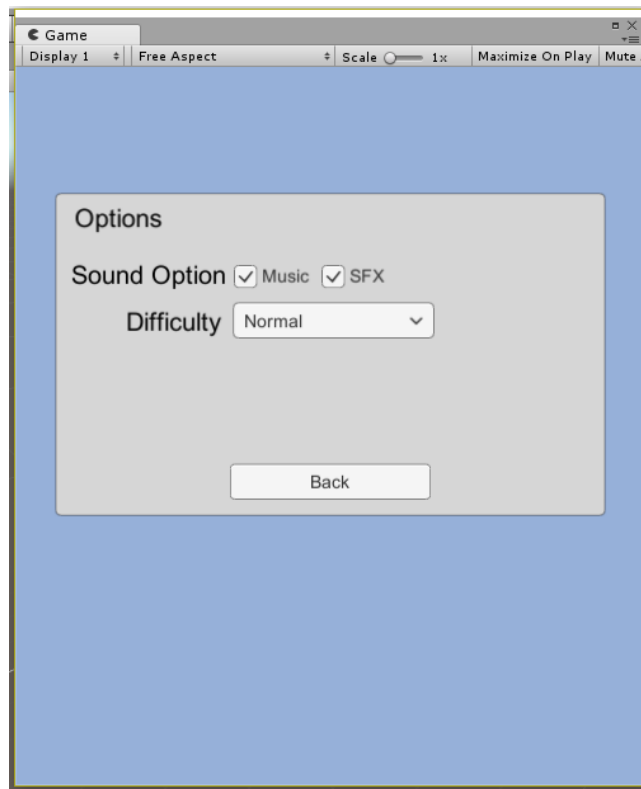 Game
Display 1 Free Aspect Scale 1x Maximize On Play Mute
Options
Sound Option Music SFX
Difficulty Normal
Back